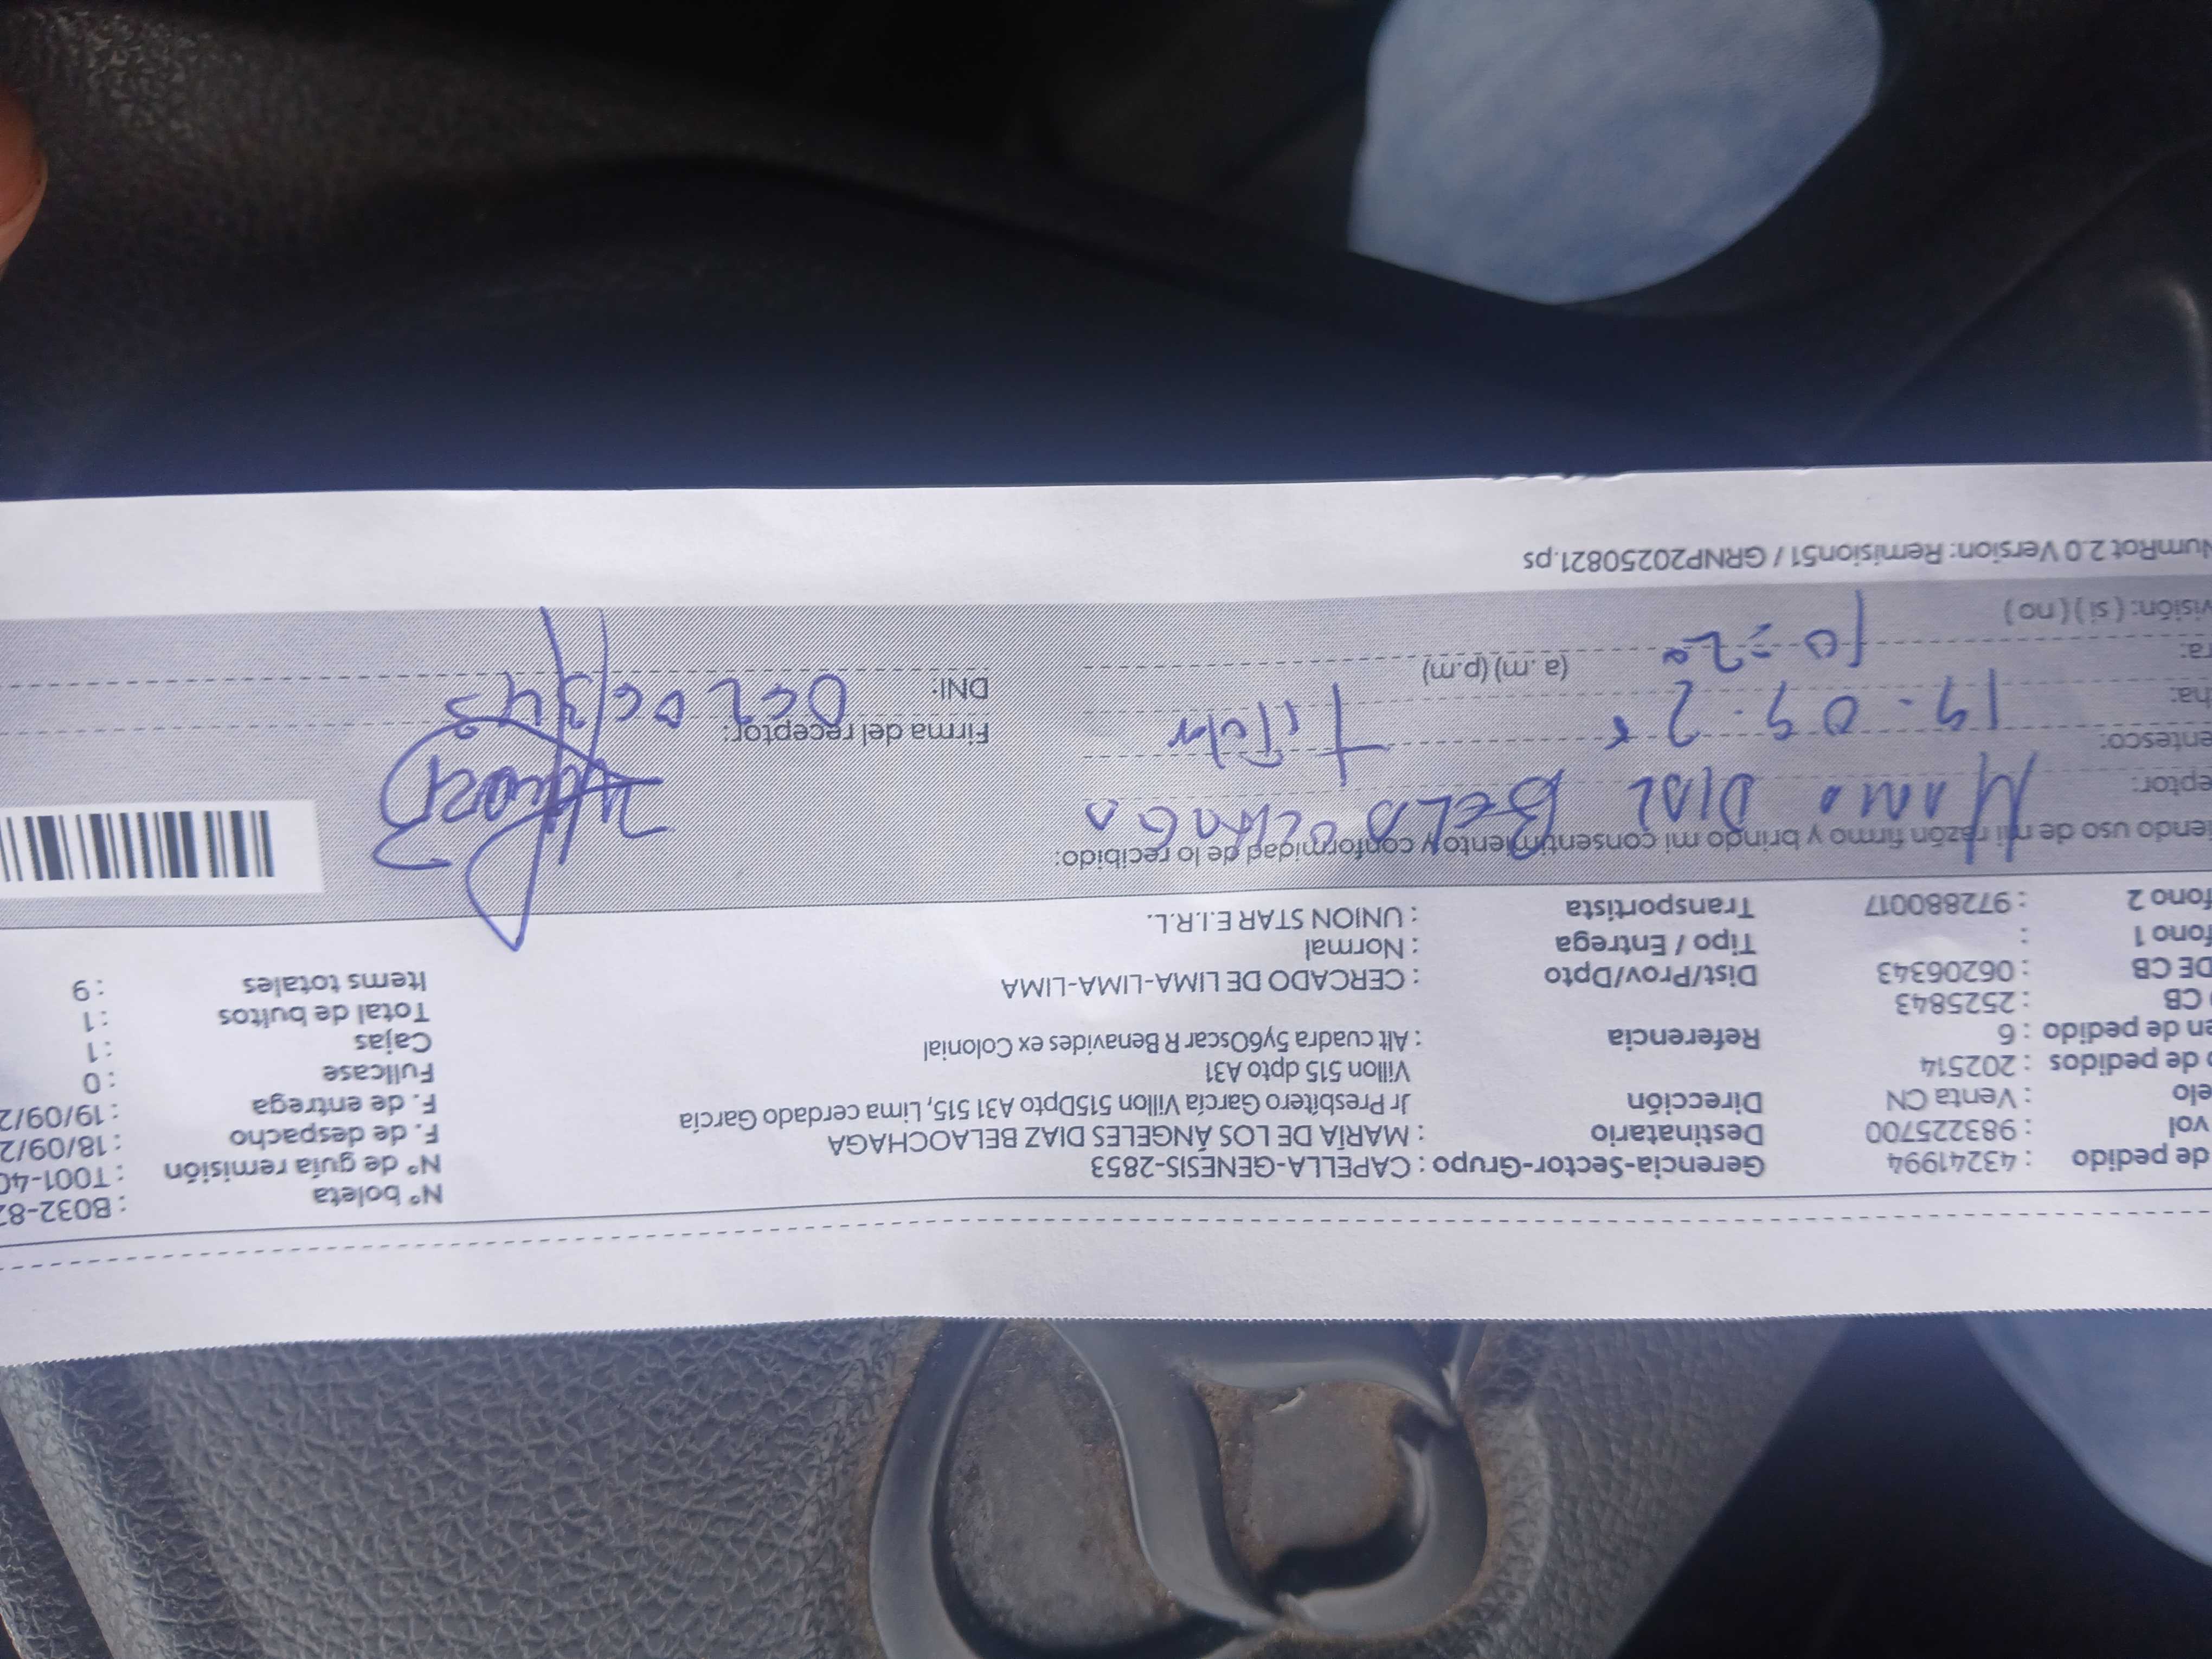 de pedido : 43241994 Gerencia-Sector-Grupo : CAPELLA-GENESIS-2853 Nº boleta : B032-82
vol : 983225700 Destinatario : MARÍA DE LOS ÁNGELES DIAZ BELAOCHAGA Nº de guía remisión : T001-40
elo : Venta CN Dirección Jr Presbítero García Villon 515Dpto A31 515, Lima cerdado García F. de despacho : 18/09/2
o de pedidos : 202514 Villon 515 dpto A31 F. de entrega : 19/09/2
en de pedido : 6 Referencia : Alt cuadra 5y6Oscar R Benavides ex Colonial Fullcase : 0
CB : 2525843 Cajas : 1
DE CB : 06206343 Dist/Prov/Dpto : CERCADO DE LIMA-LIMA-LIMA Total de bultos : 1
fono 1 : Tipo / Entrega : Normal Items totales : 9
fono 2 : 972880017 Transportista : UNION STAR E.I.R.L.
iendo uso de mi razón firmo y brindo mi consentimiento y conformidad de lo recibido:
eptor: DIAZ BELAOCHAGA
entesco: Titular Firma del receptor:
ha: 19-09-25 DNI:
ra: 10:20 (a. m) (p.m)
visión: ( si ) ( no )
NumRot 2.0 Version: Remision51 / GRNP20250821.ps